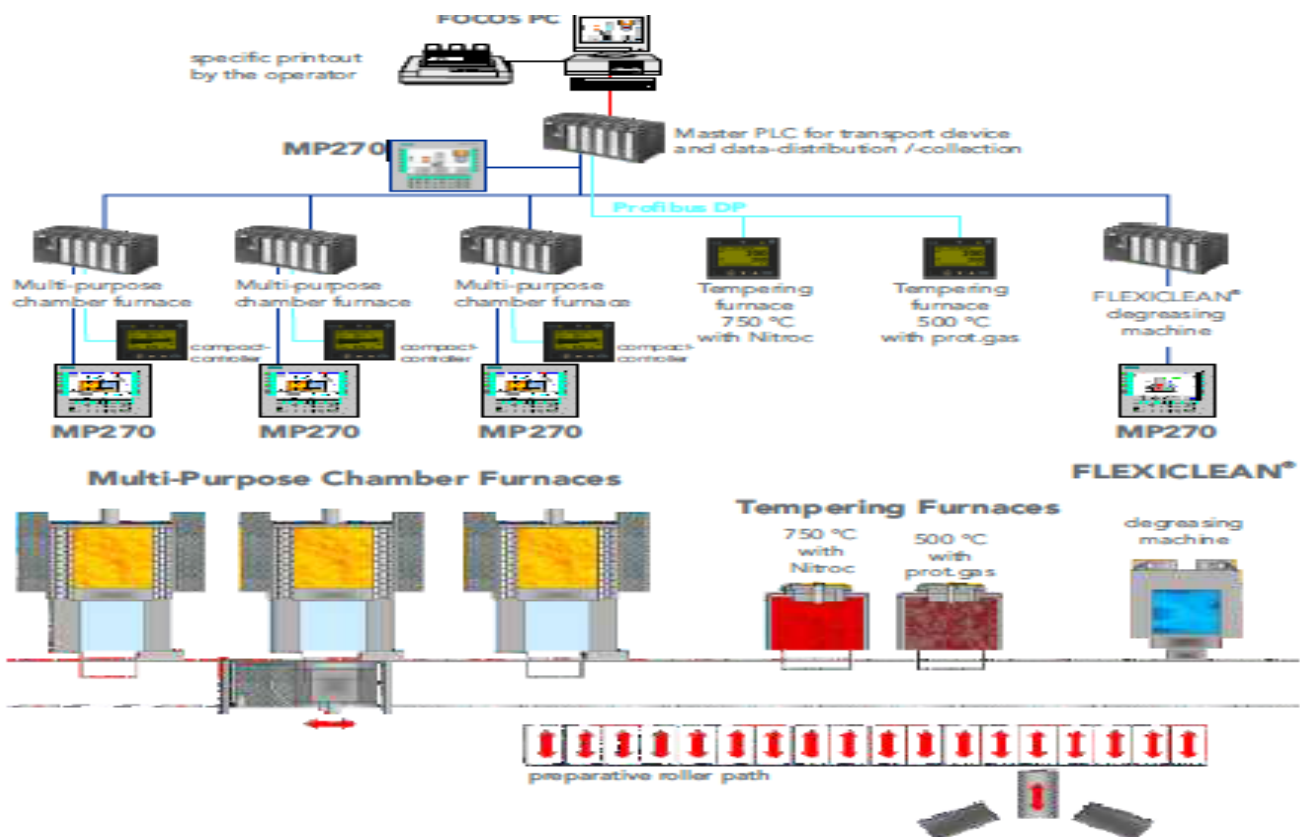 FOCOS PC
specific printout
by the operator
MP270
Master PLC for transport device
and data-distribution /-collection
Profibus DP
Multi-purpose
chamber furnace
Multi-purpose
chamber furnace
Multi-purpose
chamber furnace
Tempering
furnace
750 °C
with Nitroc
Tempering
furnace
500 °C
with prot.gas
FLEXICLEAN®
degreasing
machine
compact-
controller
compact-
controller
compact-
controller
MP270
MP270
MP270
MP270
Multi-Purpose Chamber Furnaces
FLEXICLEAN®
Tempering Furnaces
750 °C
with
Nitroc
500 °C
with
prot.gas
degreasing
machine
preparative roller path